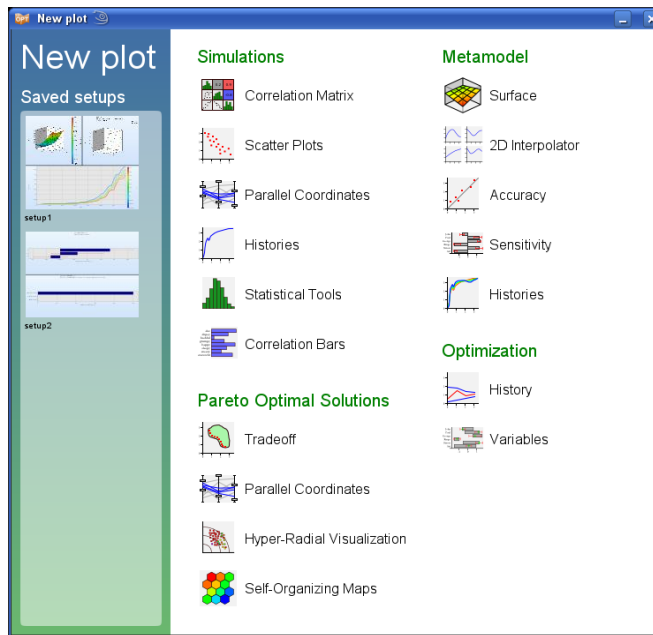 OPT New plot
New plot
Saved setups
setup1
setup2
Simulations
Correlation Matrix
Scatter Plots
Parallel Coordinates
Histories
Statistical Tools
Correlation Bars
Pareto Optimal Solutions
Tradeoff
Parallel Coordinates
Hyper-Radial Visualization
Self-Organizing Maps
Metamodel
Surface
2D Interpolator
Accuracy
Sensitivity
Histories
Optimization
History
Variables